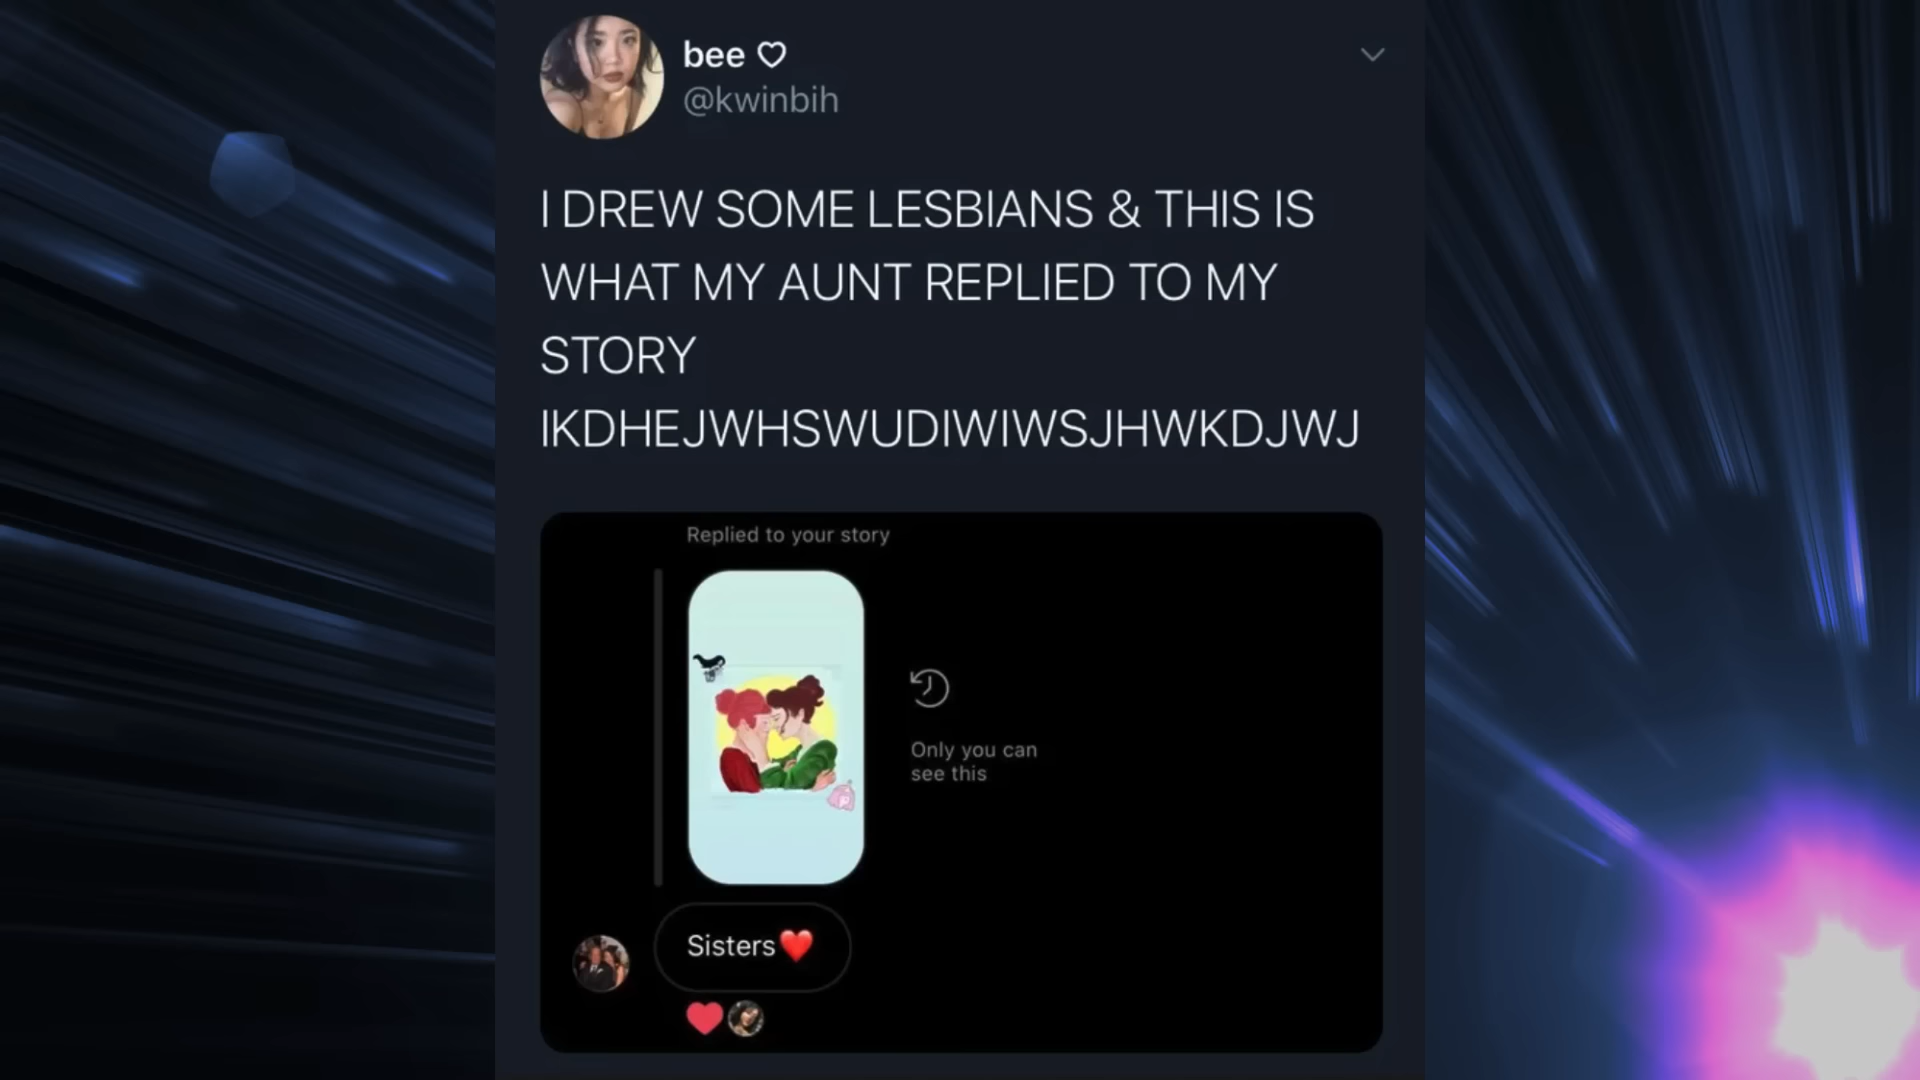 bee ♡
@kwinbih
I DREW SOME LESBIANS & THIS IS
WHAT MY AUNT REPLIED TO MY
STORY
IKDHEJWHSWUDIWIWSJHWKDJWJ
Replied to your story
Only you can
see this
Sisters❤️